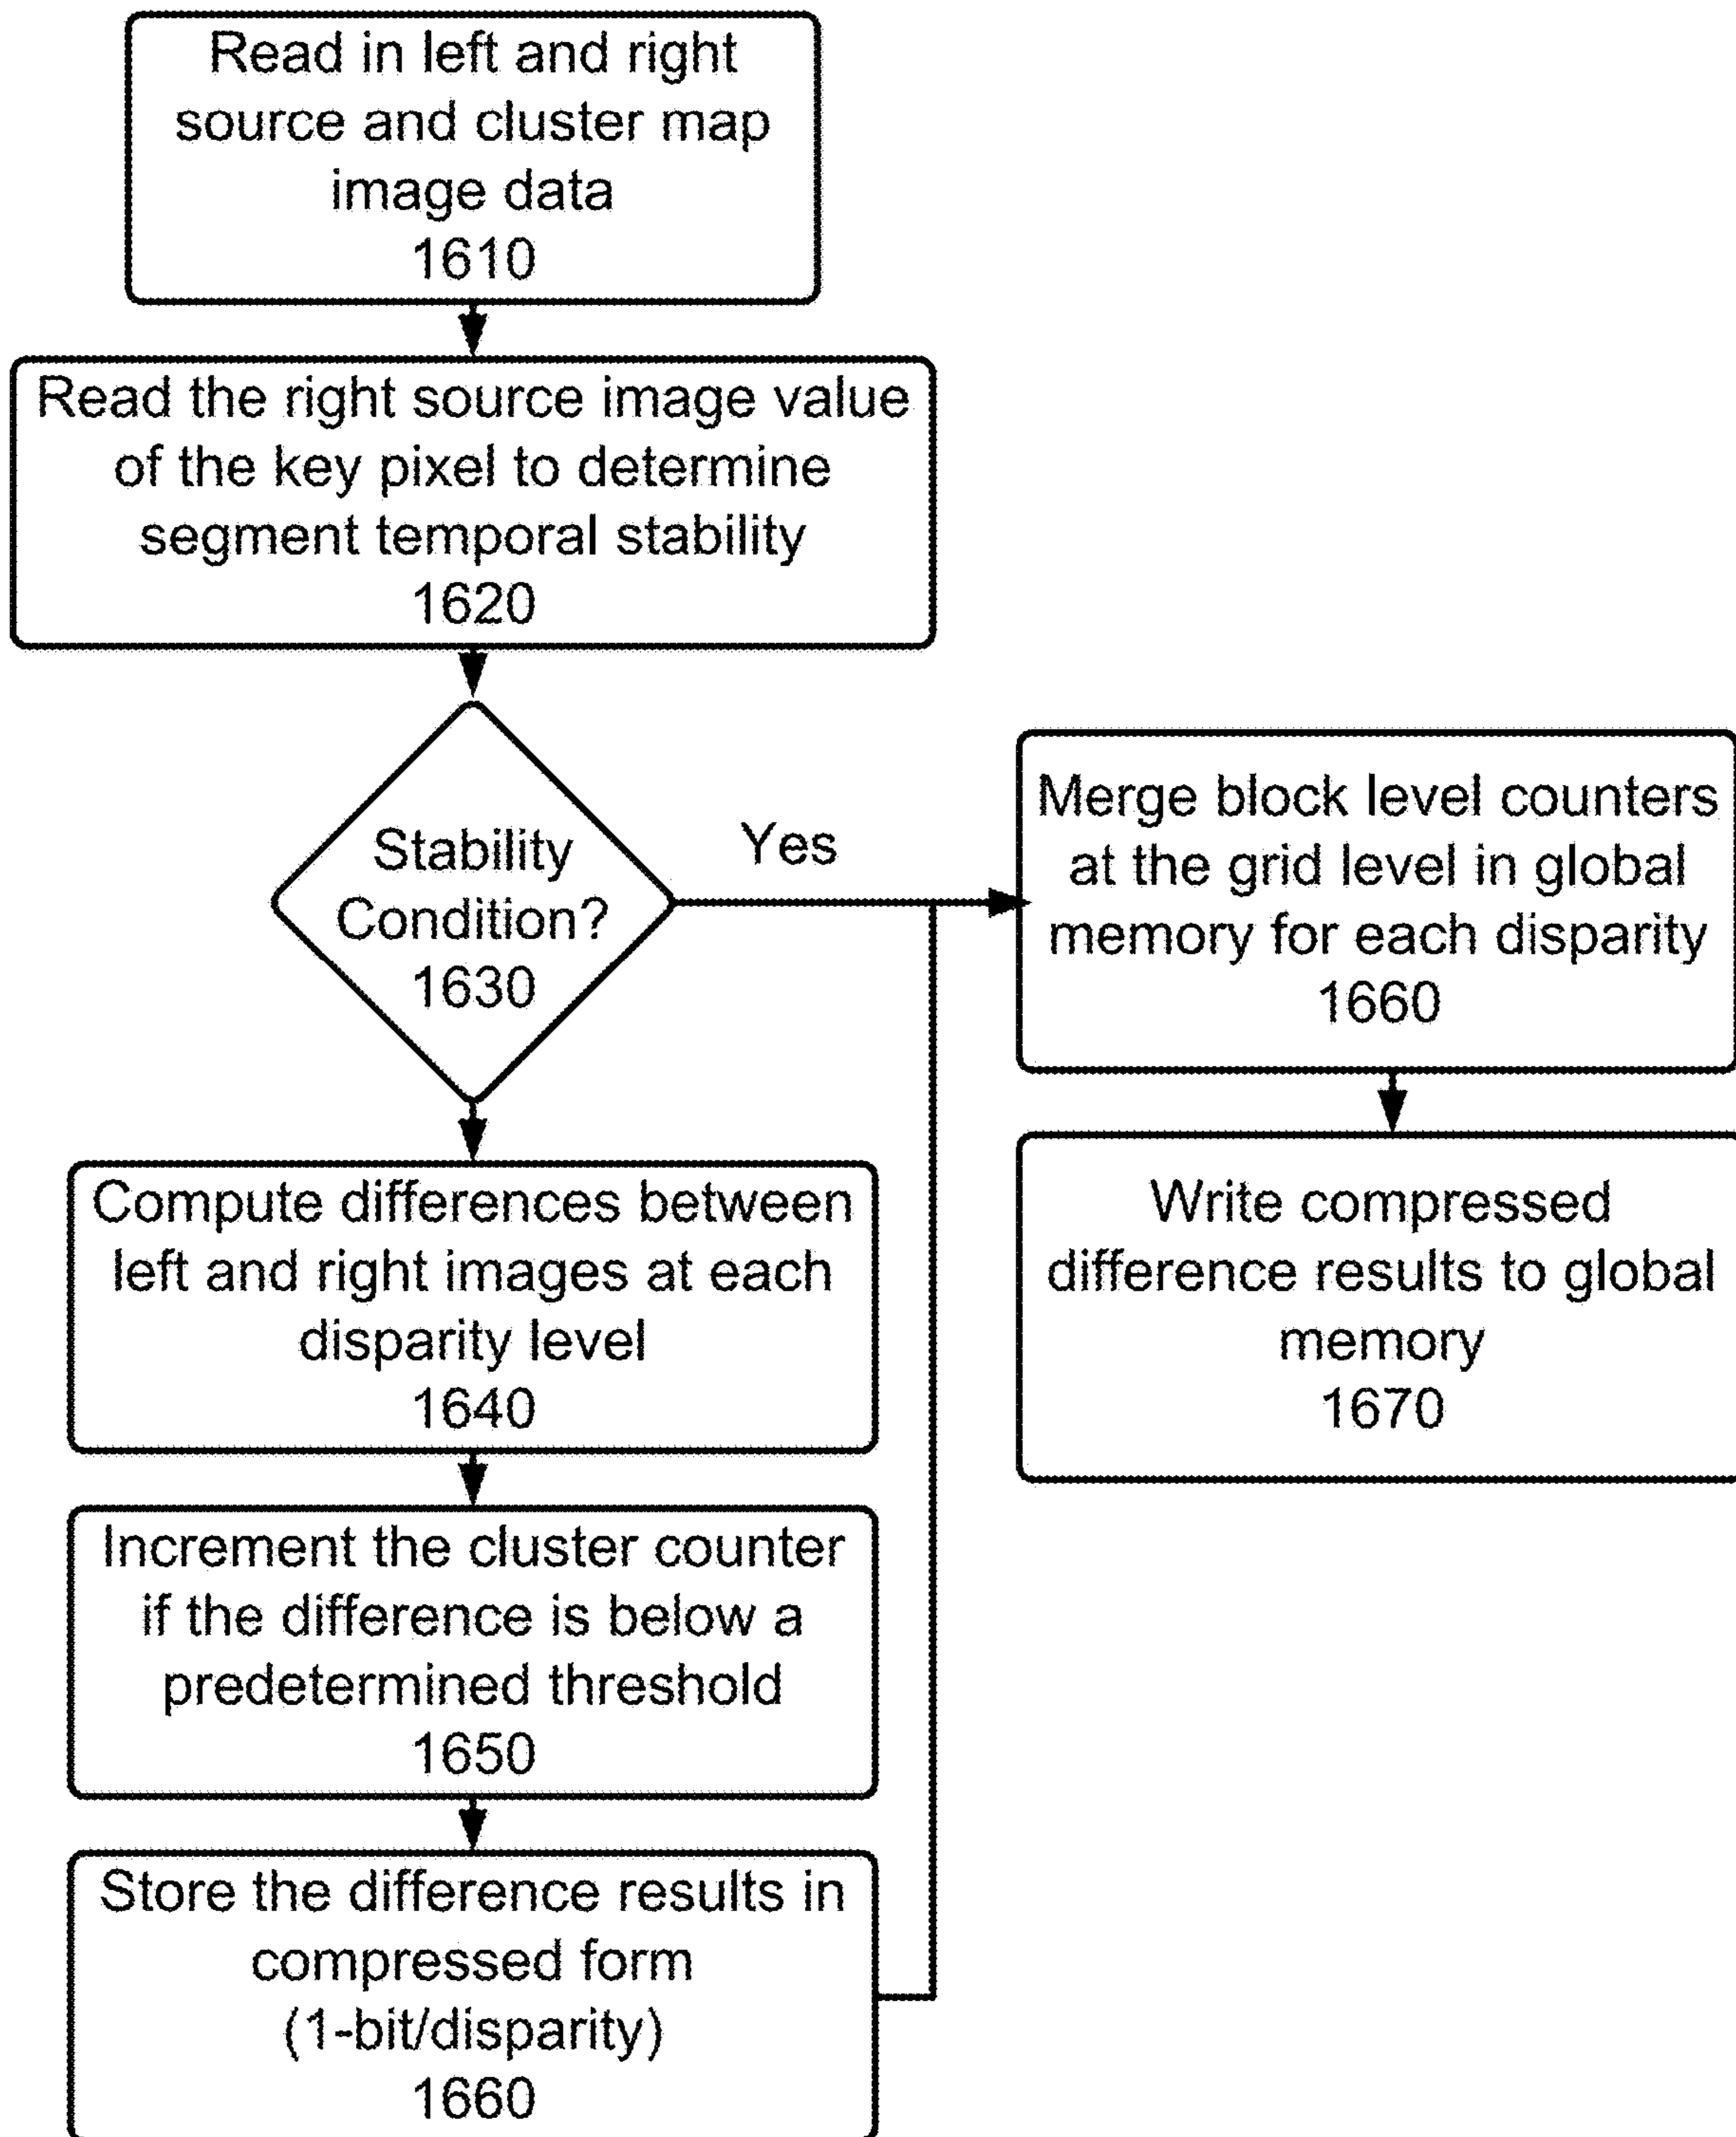 Read in left and right
source and cluster map
image data
1610
Read the right source image value
of the key pixel to determine
segment temporal stability
1620
Stability
Condition?
1630
Yes
Compute differences between
left and right images at each
disparity level
1640
Increment the cluster counter
if the difference is below a
predetermined threshold
1650
Store the difference results in
compressed form
(1-bit/disparity)
1660
Merge block level counters
at the grid level in global
memory for each disparity
1660
Write compressed
difference results to global
memory
1670